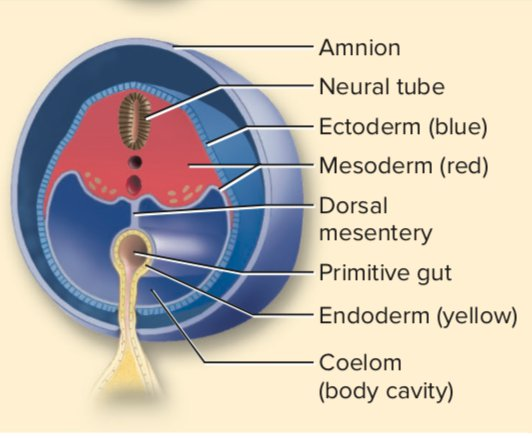 Amnion
Neural tube
Ectoderm (blue)
Mesoderm (red)
Dorsal
mesentery
Primitive gut
Endoderm (yellow)
Coelom
(body cavity)